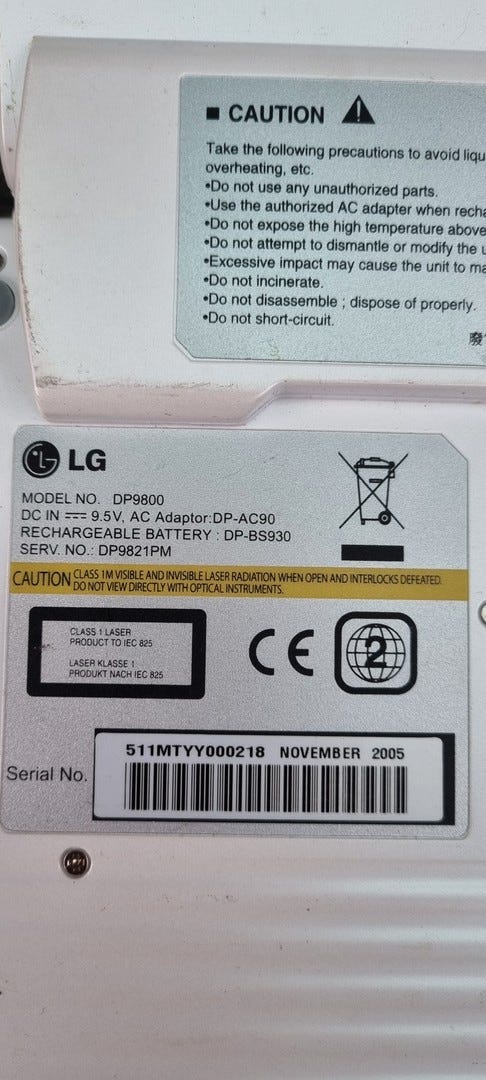 ■ CAUTION
Take the following precautions to avoid
overheating, etc.
•Do not use any unauthorized parts.
•Use the authorized AC adapter when
•Do not expose the high temperature above
•Do not attempt to dismantle or modify the
•Excessive impact may cause the unit to
•Do not incinerate.
•Do not disassemble ; dispose of properly.
•Do not short-circuit.
廢
LG
MODEL NO. DP9800
DC IN ⎓ 9.5V, AC Adaptor:DP-AC90
RECHARGEABLE BATTERY : DP-BS930
SERV. NO.: DP9821PM
CAUTION CLASS 1M VISIBLE AND INVISIBLE LASER RADIATION WHEN OPEN AND INTERLOCKS DEFEATED.
DO NOT VIEW DIRECTLY WITH OPTICAL INSTRUMENTS.
CLASS 1 LASER
PRODUCT TO IEC 825
LASER KLASSE 1
PRODUKT NACH IEC 825
CE
2
511MTYY000218 NOVEMBER 2005
Serial No.